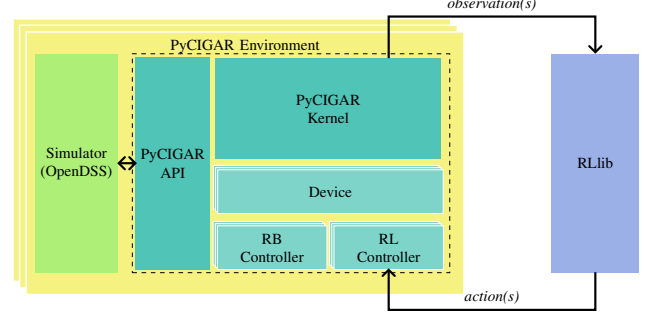 observation(s)
PyCIGAR Environment
Simulator
(OpenDSS)
PyCIGAR
API
PyCIGAR
Kernel
Device
RB
Controller
RL
Controller
RLlib
action(s)